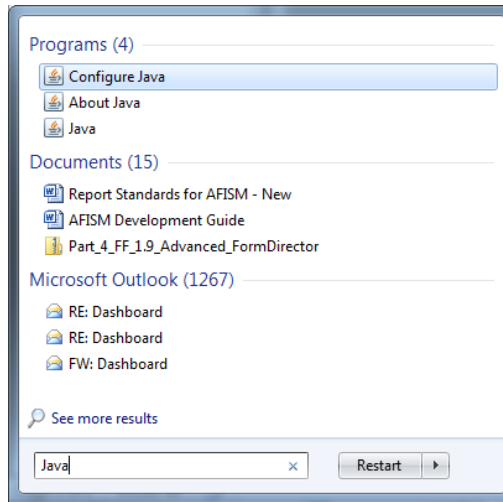 Programs (4)
Configure Java
About Java
Java
Documents (15)
Report Standards for AFISM - New
AFISM Development Guide
Part_4_FF_1.9_Advanced_FormDirector
Microsoft Outlook (1267)
RE: Dashboard
RE: Dashboard
FW: Dashboard
See more results
Java Restart